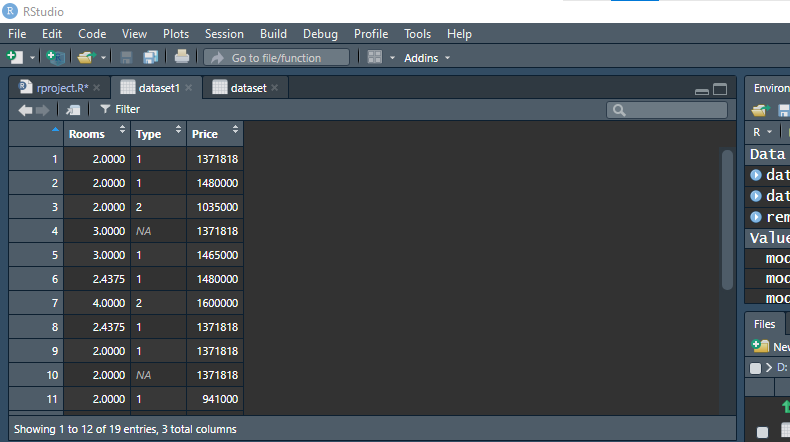 RStudio
File Edit Code View Plots Session Build Debug Profile Tools Help
Go to file/function Addins
rproject.R* dataset1 dataset
Filter
Rooms Type Price
1 2.0000 1 1371818
2 2.0000 1 1480000
3 2.0000 2 1035000
4 3.0000 NA 1371818
5 3.0000 1 1465000
6 2.4375 1 1480000
7 4.0000 2 1600000
8 2.4375 1 1371818
9 2.0000 1 1371818
10 2.0000 NA 1371818
11 2.0000 1 941000
Showing 1 to 12 of 19 entries, 3 total columns
Environ
R
Data
dat
dat
rem
Value
mod
mod
mod
Files
New
D: